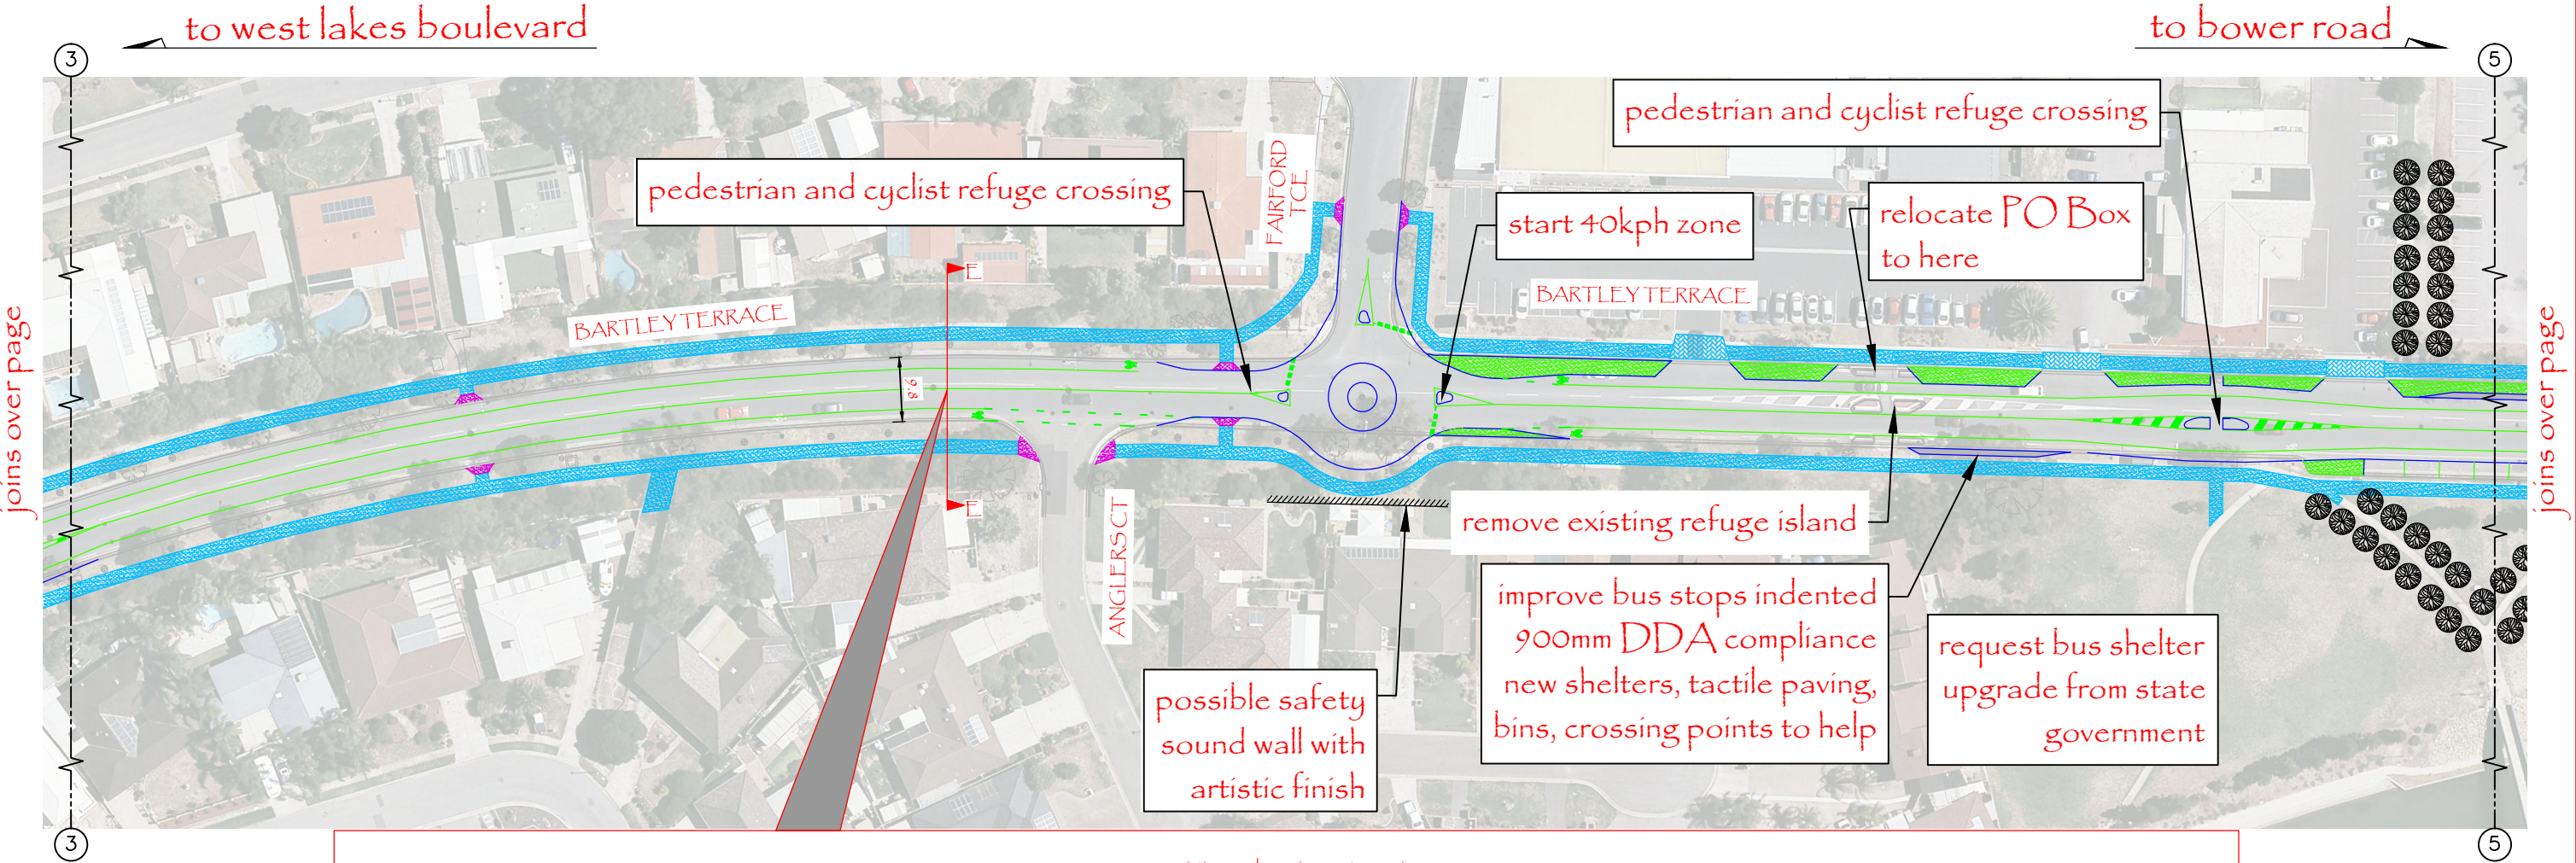 to west lakes boulevard
to bower road
3
5
pedestrian and cyclist refuge crossing
pedestrian and cyclist refuge crossing
FAIRFORD
TCE
start 40kph zone
relocate PO Box
to here
E
BARTLEY TERRACE
BARTLEY TERRACE
joins over page
joins over page
9.8
E
ANGLERS CT
remove existing refuge island
improve bus stops indented
900mm DDA compliance
new shelters, tactile paving,
bins, crossing points to help
request bus shelter
upgrade from state
government
possible safety
sound wall with
artistic finish
3
5